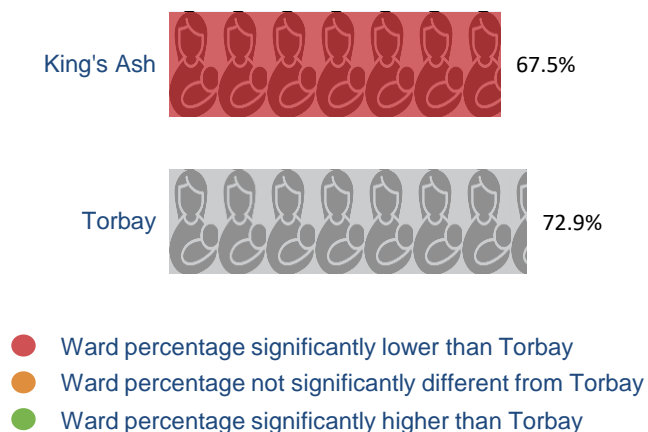 King's Ash 67.5%
Torbay 72.9%
Ward percentage significantly lower than Torbay
Ward percentage not significantly different from Torbay
Ward percentage significantly higher than Torbay